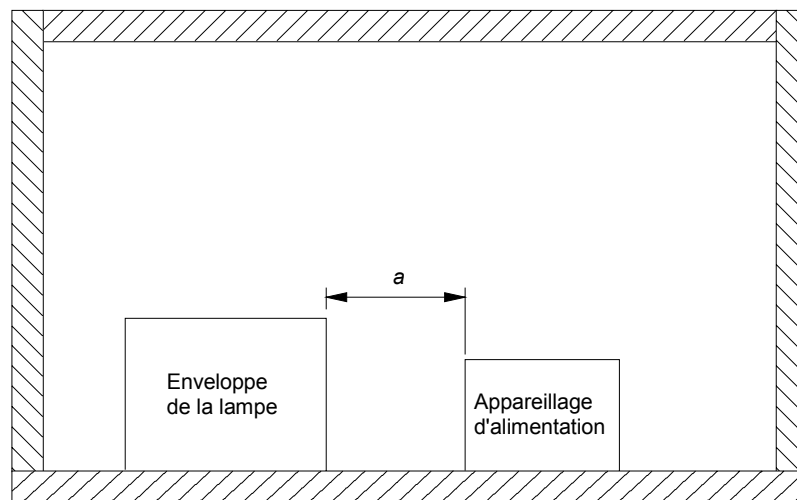 a
Enveloppe
de la lampe
Appareillage
d'alimentation